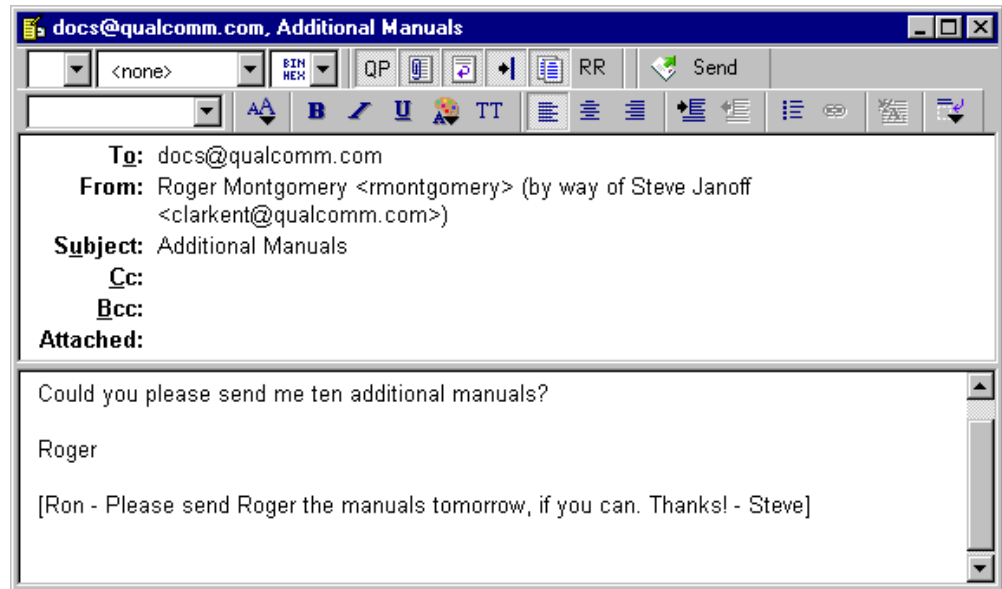 docs@qualcomm.com, Additional Manuals
<none> BIN HEX QP RR Send
AA B I U A TT
To: docs@qualcomm.com
From: Roger Montgomery <rmontgomery> (by way of Steve Janoff
<clarkent@qualcomm.com>)
Subject: Additional Manuals
Cc:
Bcc:
Attached:
Could you please send me ten additional manuals?
Roger
[Ron - Please send Roger the manuals tomorrow, if you can. Thanks! - Steve]